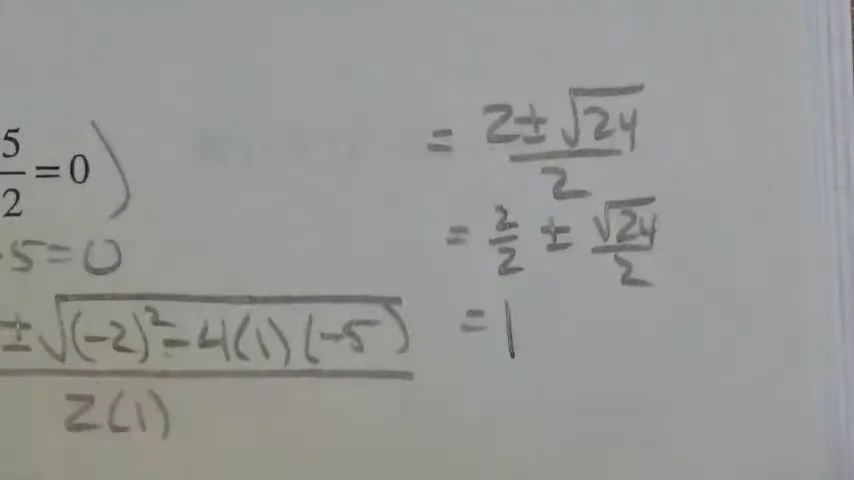 5/2 = 0 )
-5 = 0
± √((-2)² - 4(1)(-5)) / 2(1)
= (2 ± √24) / 2
= 2/2 ± √24/2
= 1